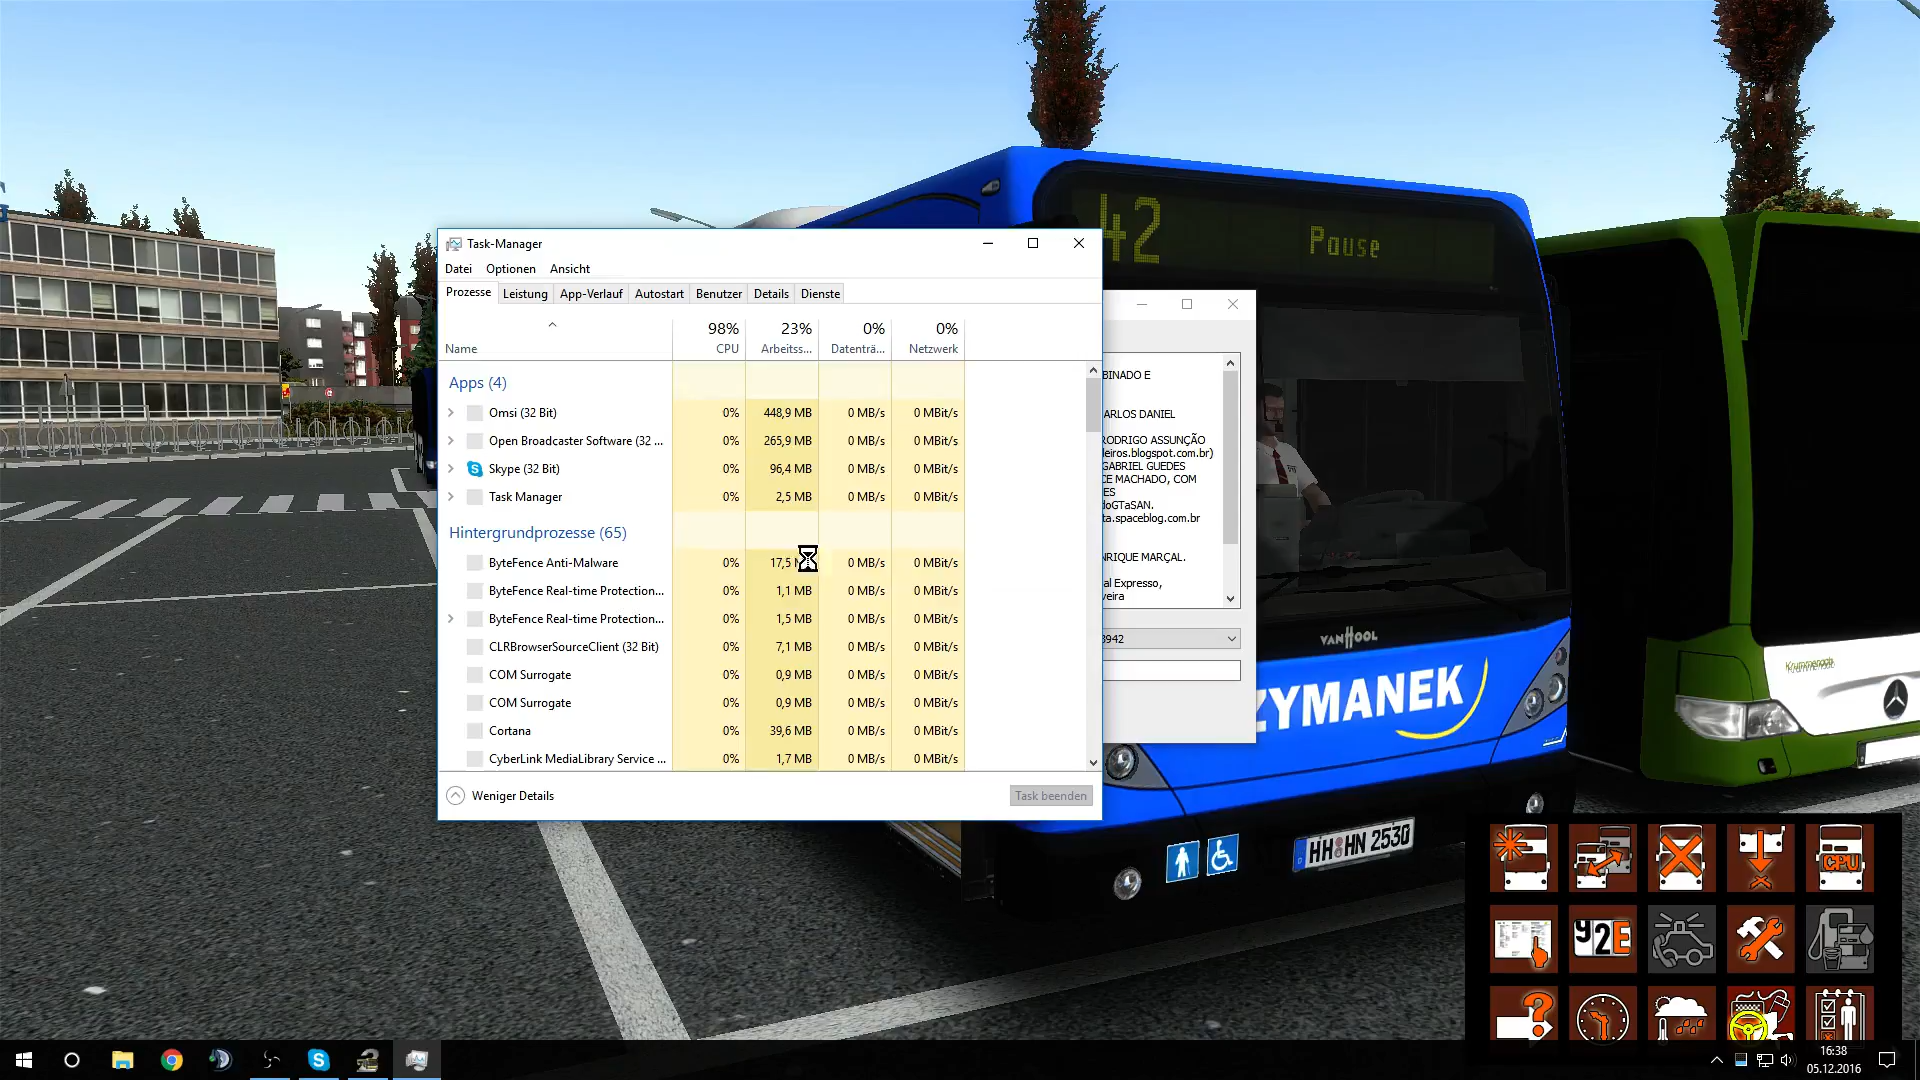 42 Pause
Task-Manager
Datei Optionen Ansicht
Prozesse Leistung App-Verlauf Autostart Benutzer Details Dienste
98% 23% 0% 0%
Name CPU Arbeitss... Datenträ... Netzwerk
Apps (4)
Omsi (32 Bit) 0% 448,9 MB 0 MB/s 0 MBit/s
Open Broadcaster Software (32 ... 0% 265,9 MB 0 MB/s 0 MBit/s
Skype (32 Bit) 0% 96,4 MB 0 MB/s 0 MBit/s
Task Manager 0% 2,5 MB 0 MB/s 0 MBit/s
Hintergrundprozesse (65)
ByteFence Anti-Malware 0% 17,5 0 MB/s 0 MBit/s
ByteFence Real-time Protection... 0% 1,1 MB 0 MB/s 0 MBit/s
ByteFence Real-time Protection... 0% 1,5 MB 0 MB/s 0 MBit/s
CLRBrowserSourceClient (32 Bit) 0% 7,1 MB 0 MB/s 0 MBit/s
COM Surrogate 0% 0,9 MB 0 MB/s 0 MBit/s
COM Surrogate 0% 0,9 MB 0 MB/s 0 MBit/s
Cortana 0% 39,6 MB 0 MB/s 0 MBit/s
CyberLink MediaLibrary Service ... 0% 1,7 MB 0 MB/s 0 MBit/s
Weniger Details Task beenden
BINADO E
ARLOS DANIEL
RODRIGO ASSUNÇÃO
leiros.blogspot.com.br)
GABRIEL GUEDES
CE MACHADO, COM
ES
doGTaSAN.
ta.spaceblog.com.br
NRIQUE MARÇAL.
al Expresso,
veira
3942
VANHOOL
ZYMANEK
HH HN 2530
CPU
92E
?
16:38
05.12.2016